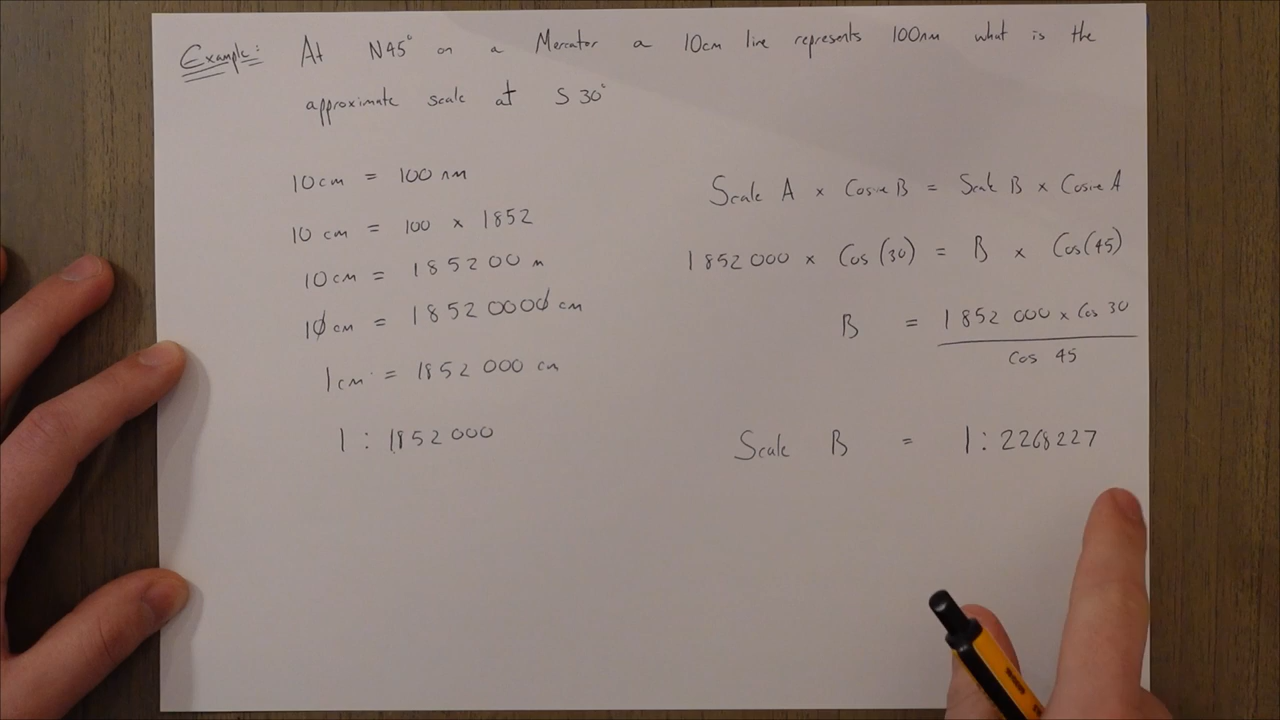 Example: At N45° on a Mercator a 10cm line represents 100nm what is the
approximate scale at S 30°
10cm = 100 nm
10 cm = 100 x 1852
10cm = 185200 m
10cm = 18520000 cm
1cm = 1852 000 cm
1 : 1852 000
Scale A x Cosine B = Scale B x Cosine A
1852 000 x Cos (30) = B x Cos(45)
B = 1852 000 x Cos 30
Cos 45
Scale B = 1:2268227